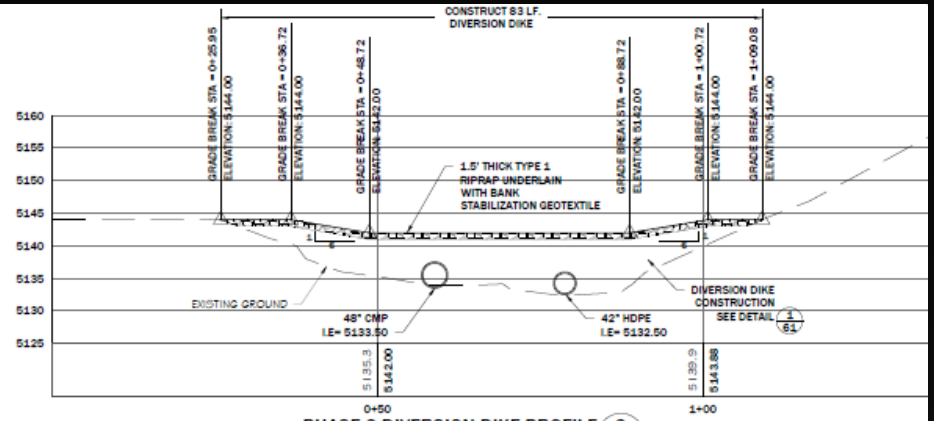 CONSTRUCT 83 LF.
DIVERSION DIKE
GRADE BREAK STA = 0+25.95
ELEVATION: 5144.00
GRADE BREAK STA = 0+36.72
ELEVATION: 5144.00
GRADE BREAK STA = 0+48.72
ELEVATION: 5142.00
GRADE BREAK STA = 0+88.72
ELEVATION: 5142.00
GRADE BREAK STA = 1+00.72
ELEVATION: 5144.00
GRADE BREAK STA = 1+09.08
ELEVATION: 5144.00
5160
5155
5150
5145
5140
5135
5130
5125
1.5' THICK TYPE 1
RIPRAP UNDERLAIN
WITH BANK
STABILIZATION GEOTEXTILE
1
6
6
1
EXISTING GROUND
48" CMP
I.E= 5133.50
42" HDPE
I.E= 5132.50
DIVERSION DIKE
CONSTRUCTION
SEE DETAIL
1
61
5135.3
5142.00
5139.9
5143.88
0+50
1+00
DIVERSION DIKE PROFILE